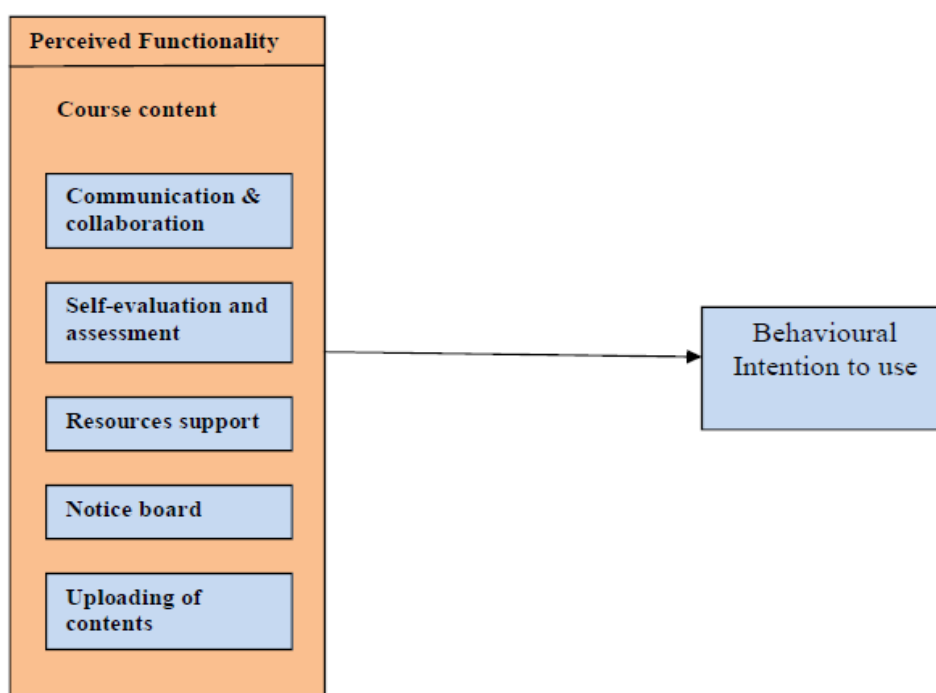 Perceived Functionality
Course content
Communication &
collaboration
Self-evaluation and
assessment
Resources support
Notice board
Uploading of
contents
Behavioural
Intention to use